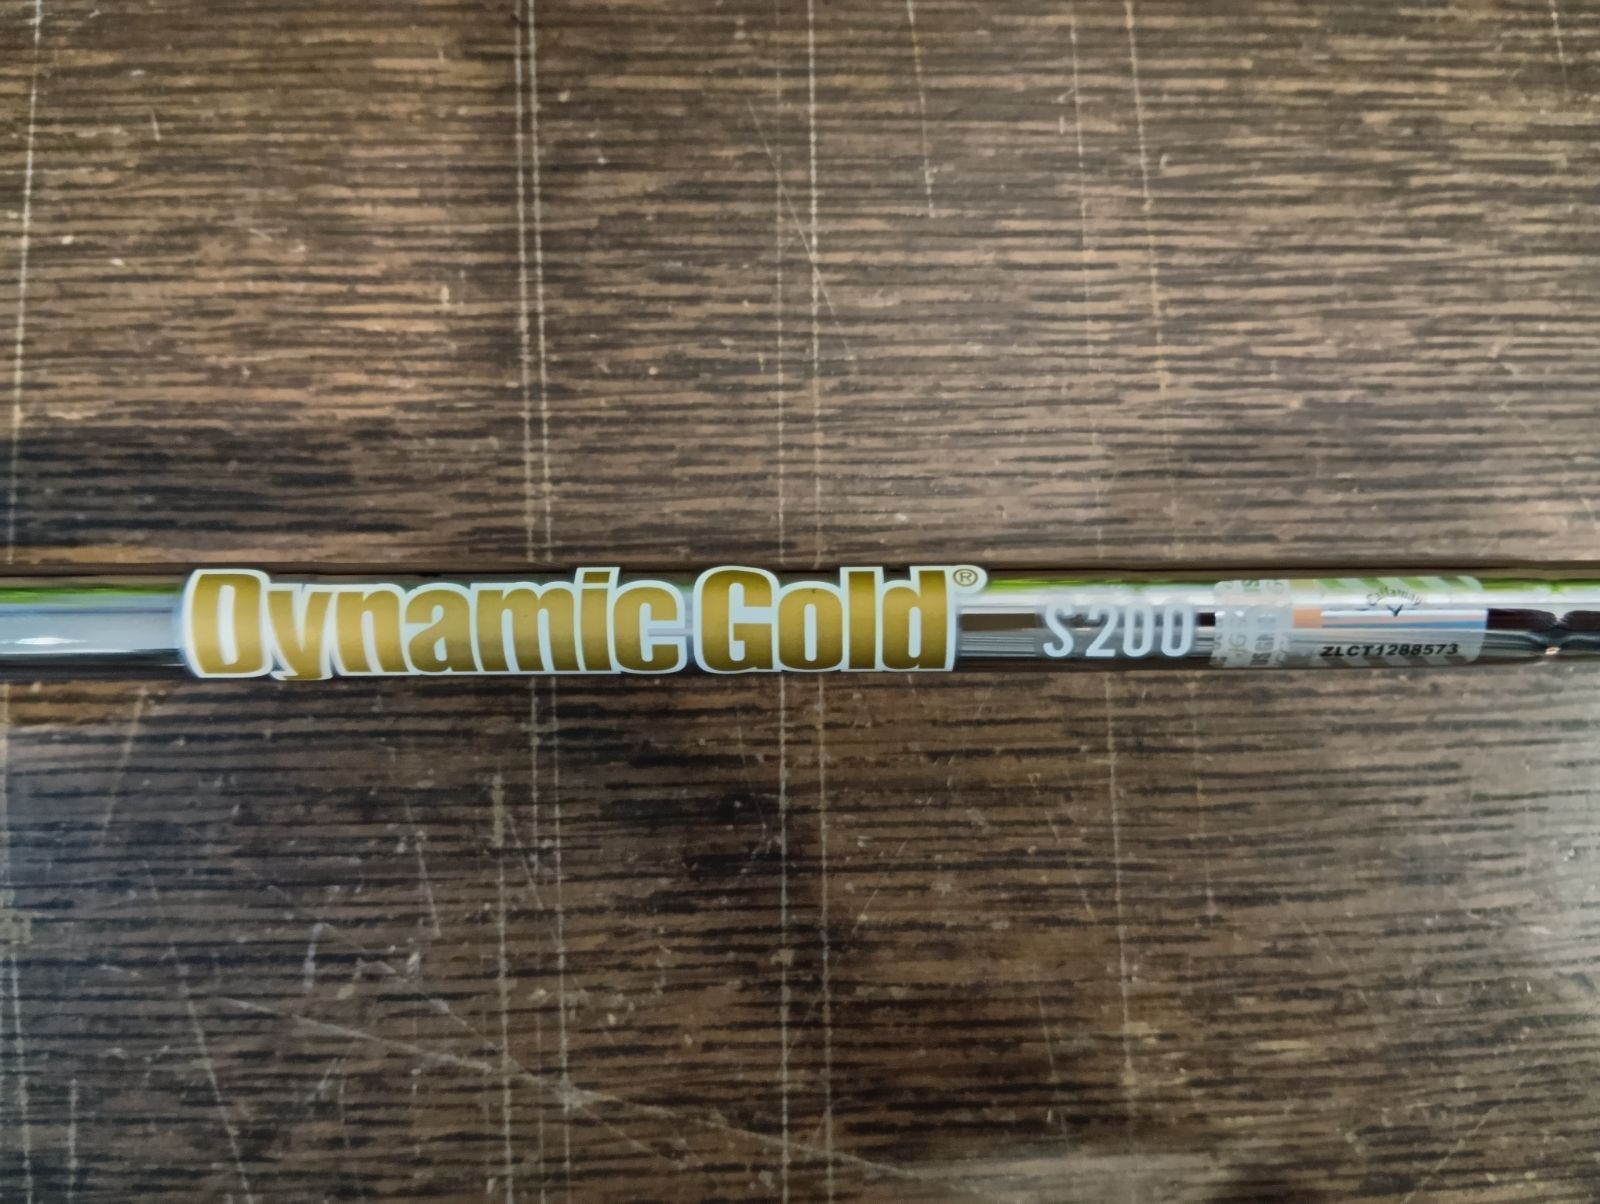 Dynamic Gold®
S200
Callaway
ZLCT1288573